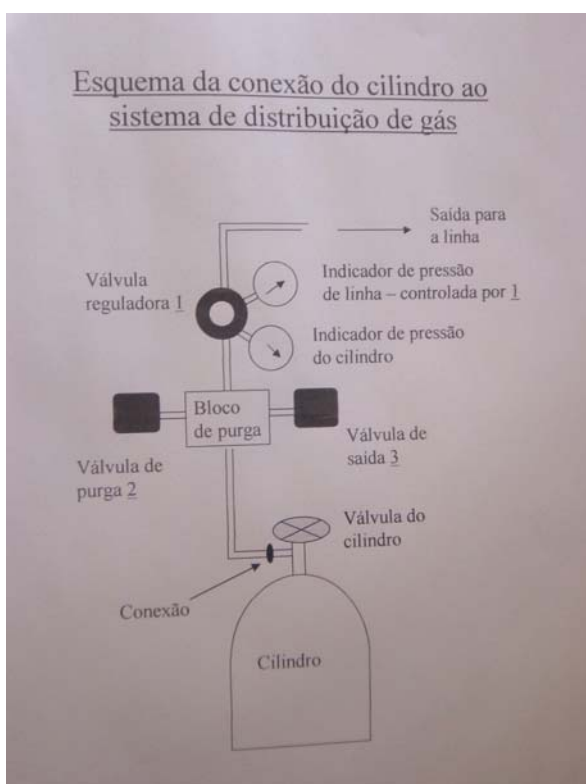 Esquema da conexão do cilindro ao
sistema de distribuição de gás
Saída para
a linha
Válvula
reguladora 1
Indicador de pressão
de linha – controlada por 1
Indicador de pressão
do cilindro
Bloco
de purga
Válvula de
purga 2
Válvula de
saída 3
Válvula do
cilindro
Conexão
Cilindro